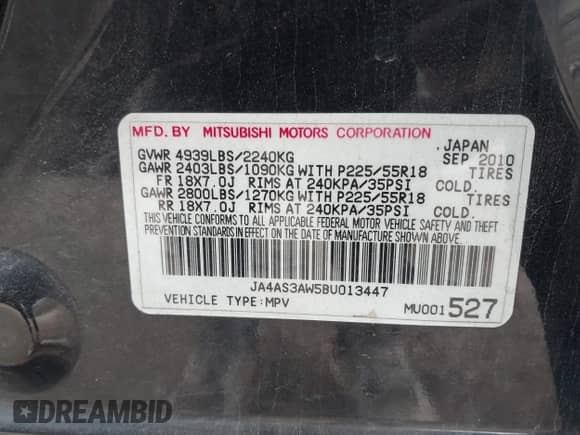 MFD. BY MITSUBISHI MOTORS CORPORATION
. JAPAN
GVWR 4939LBS/2240KG SEP 2010
GAWR 2403LBS/1090KG WITH P225/55R18 TIRES
FR 18X7.0J RIMS AT 240KPA/35PSI COLD.
GAWR 2800LBS/1270KG WITH P225/55R18 TIRES
RR 18X7.0J RIMS AT 240KPA/35PSI COLD.
THIS VEHICLE CONFORMS TO ALL APPLICABLE FEDERAL MOTOR VEHICLE SAFETY AND THEFT
PREVENTION STANDARDS IN EFFECT ON THE DATE OF MANUFACTURE SHOWN ABOVE.
JA4AS3AW5BU013447
VEHICLE TYPE:MPV MU001527
DREAMBID